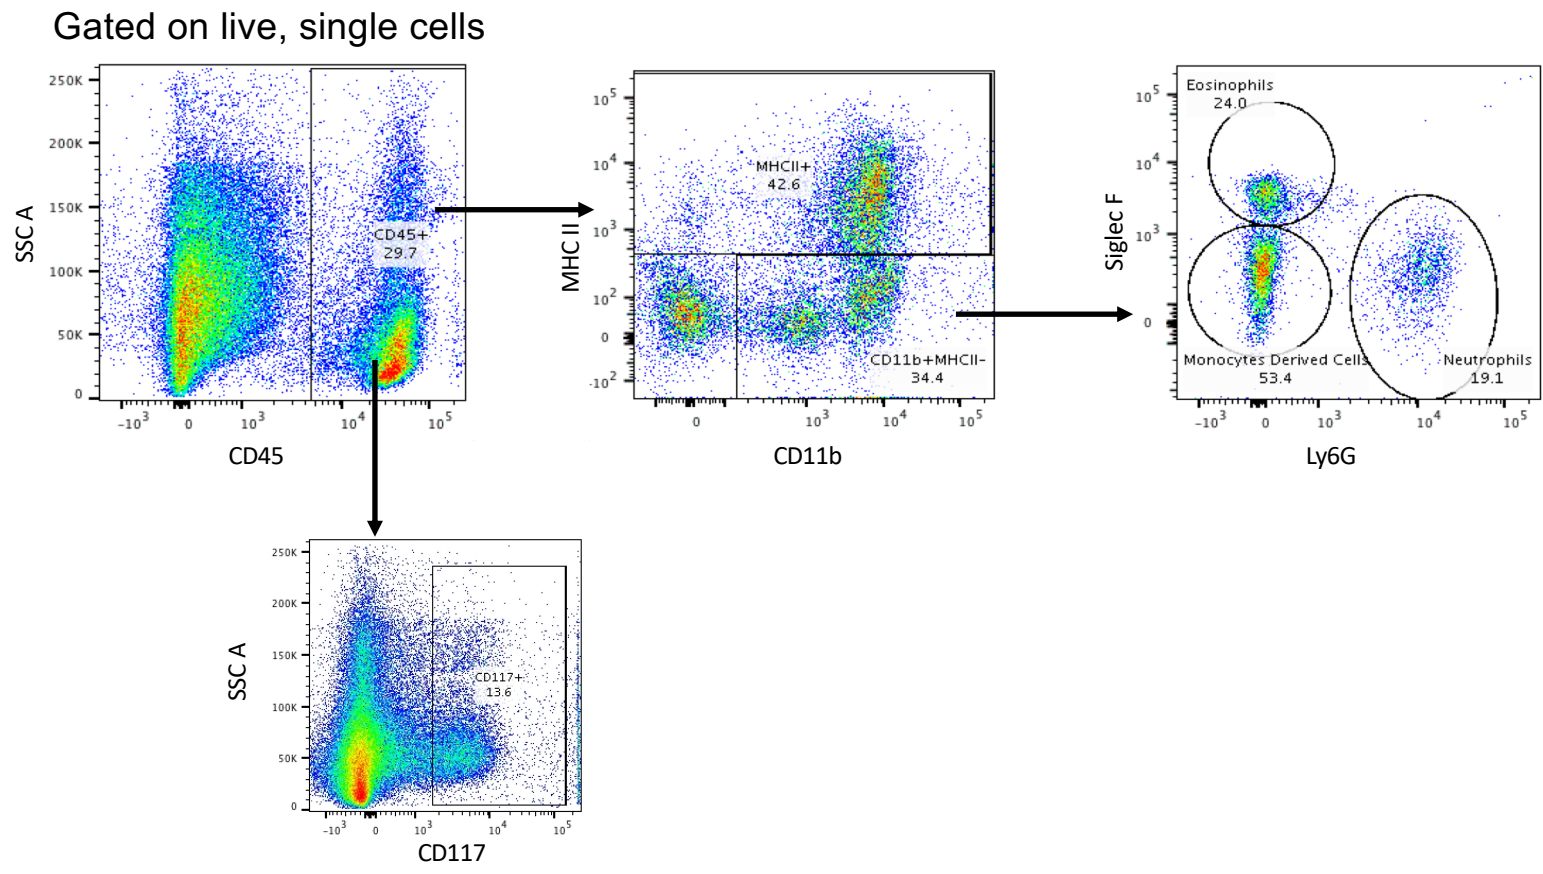 Gated on live, single cells
250K
200K
150K
100K
50K
0
SSC A
CD45+
29.7
-10³
0
10³
10⁴
10⁵
CD45
10⁵
10⁴
10³
10²
0
-10²
MHC II
MHCII+
42.6
CD11b+MHCII-
34.4
0
10³
10⁴
10⁵
CD11b
10⁵
10⁴
10³
0
Siglec F
Eosinophils
24.0
Monocytes Derived Cells
53.4
Neutrophils
19.1
-10³
0
10³
10⁴
10⁵
Ly6G
250K
200K
150K
100K
50K
0
SSC A
CD117+
13.6
-10³
0
10³
10⁴
10⁵
CD117